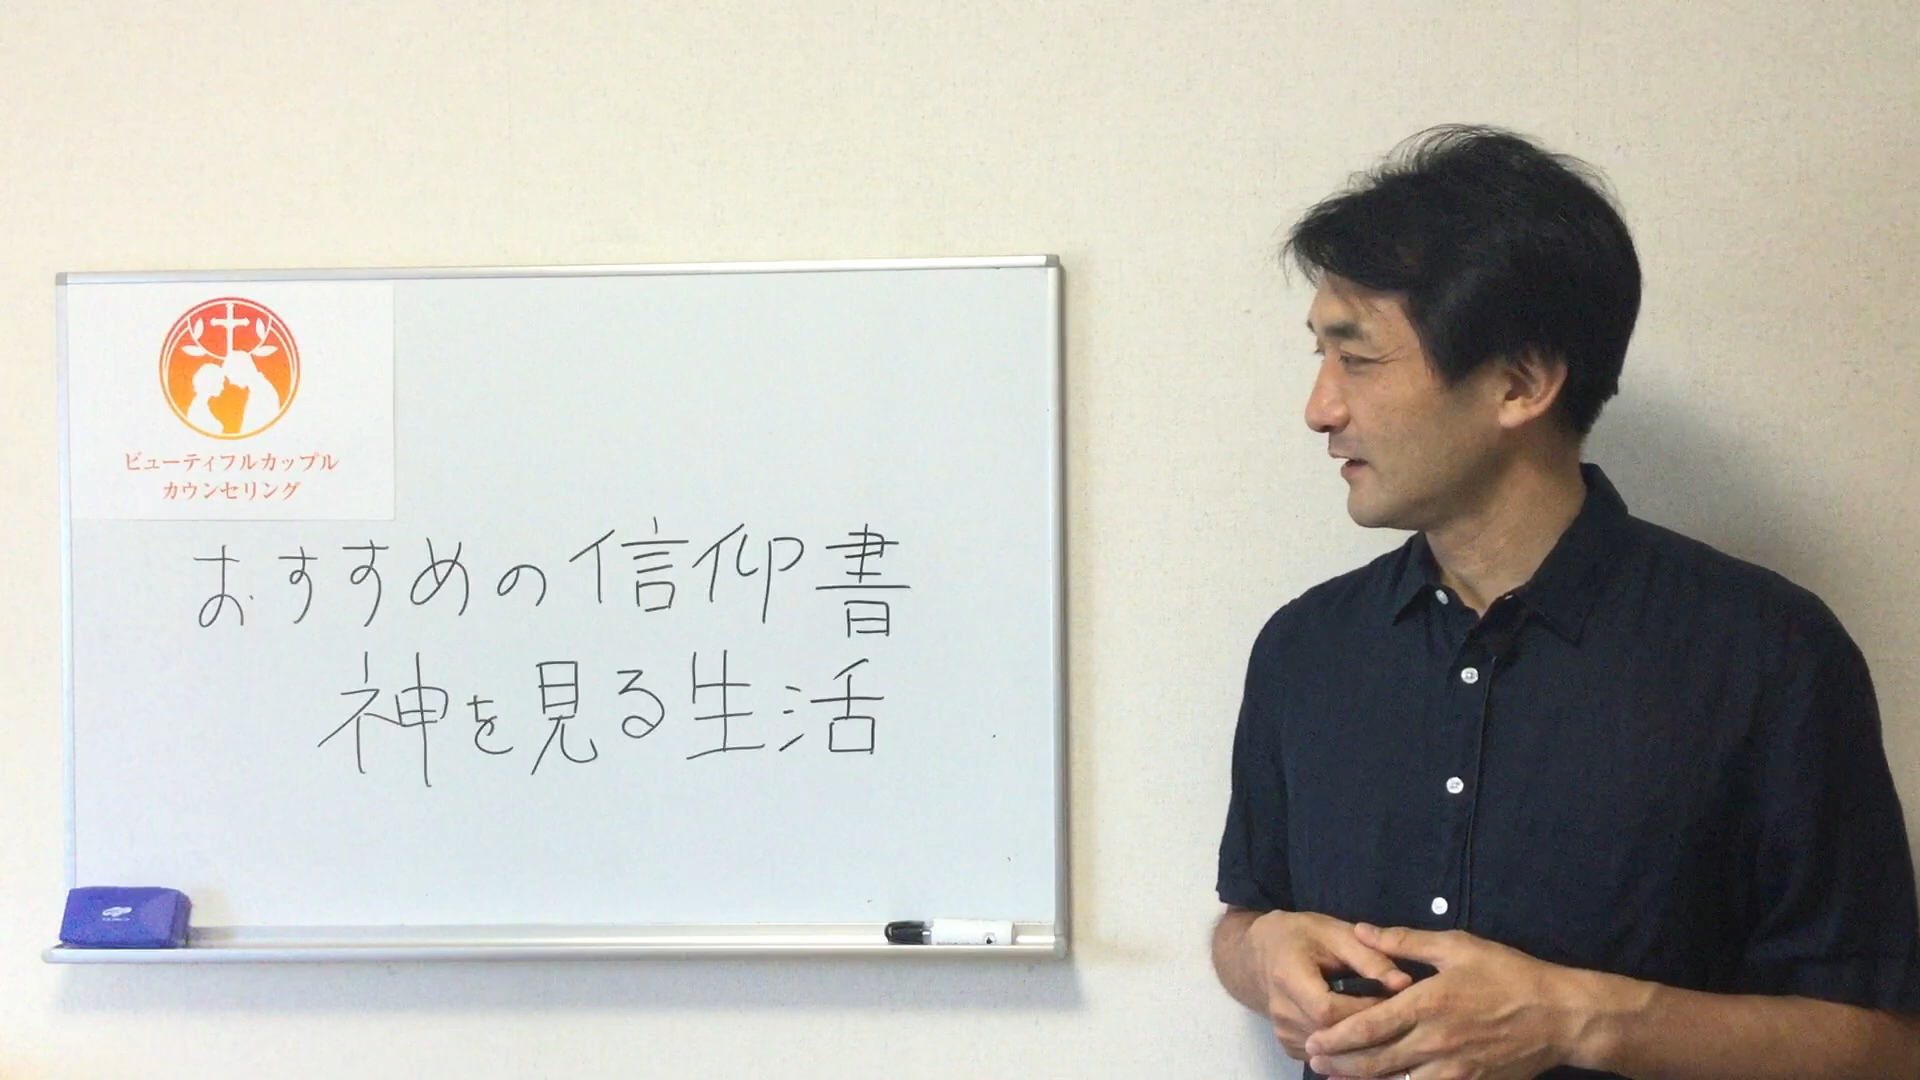 ビューティフルカップル
カウンセリング
おすすめの信仰書
神を見る生活